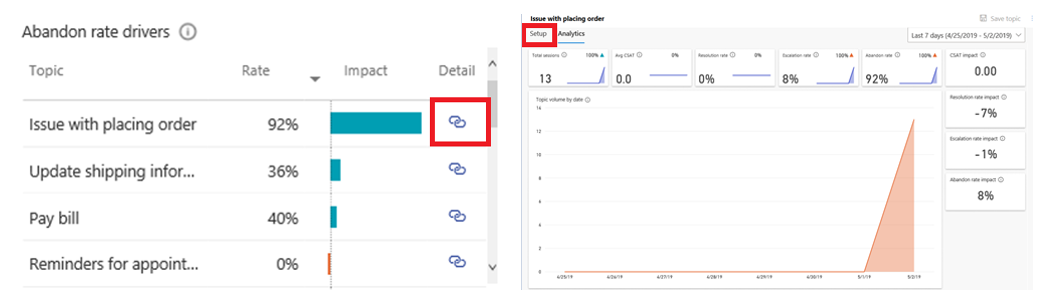 Abandon rate drivers
Topic Rate Impact Detail
Issue with placing order 92%
Update shipping infor... 36%
Pay bill 40%
Reminders for appoint... 0%
Issue with placing order
Save topic
Setup Analytics
Last 7 days (4/25/2019 - 5/2/2019)
Total sessions 100%
13
Avg CSAT 0%
0.0
Resolution rate 0%
0%
Escalation rate 100%
8%
Abandon rate 100%
92%
CSAT impact
0.00
Resolution rate impact
-7%
Escalation rate impact
-1%
Abandon rate impact
8%
Topic volume by date
14
12
10
8
6
4
2
0
4/25/19 4/26/19 4/27/19 4/28/19 4/29/19 4/30/19 5/1/19 5/2/19